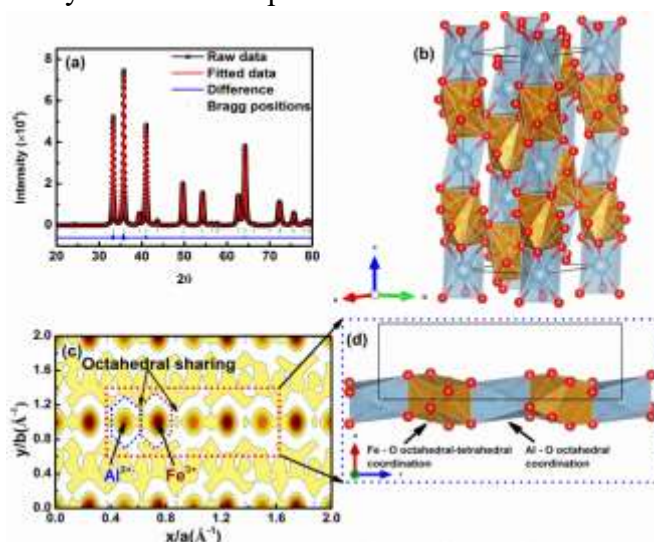 (a)
Raw data
Fitted data
Difference
Bragg positions
Intensity (×10³)
8
6
4
2
0
20 30 40 50 60 70 80
2θ
(b)
(c)
Octahedral sharing
y/b(Å⁻¹)
2.0
1.6
1.2
0.8
0.4
0.0
Al³⁺
Fe³⁺
0.0 0.4 0.8 1.2 1.6 2.0
x/a(Å⁻¹)
(d)
Fe - O octahedral-tetrahedral
coordination
Al - O octahedral
coordination